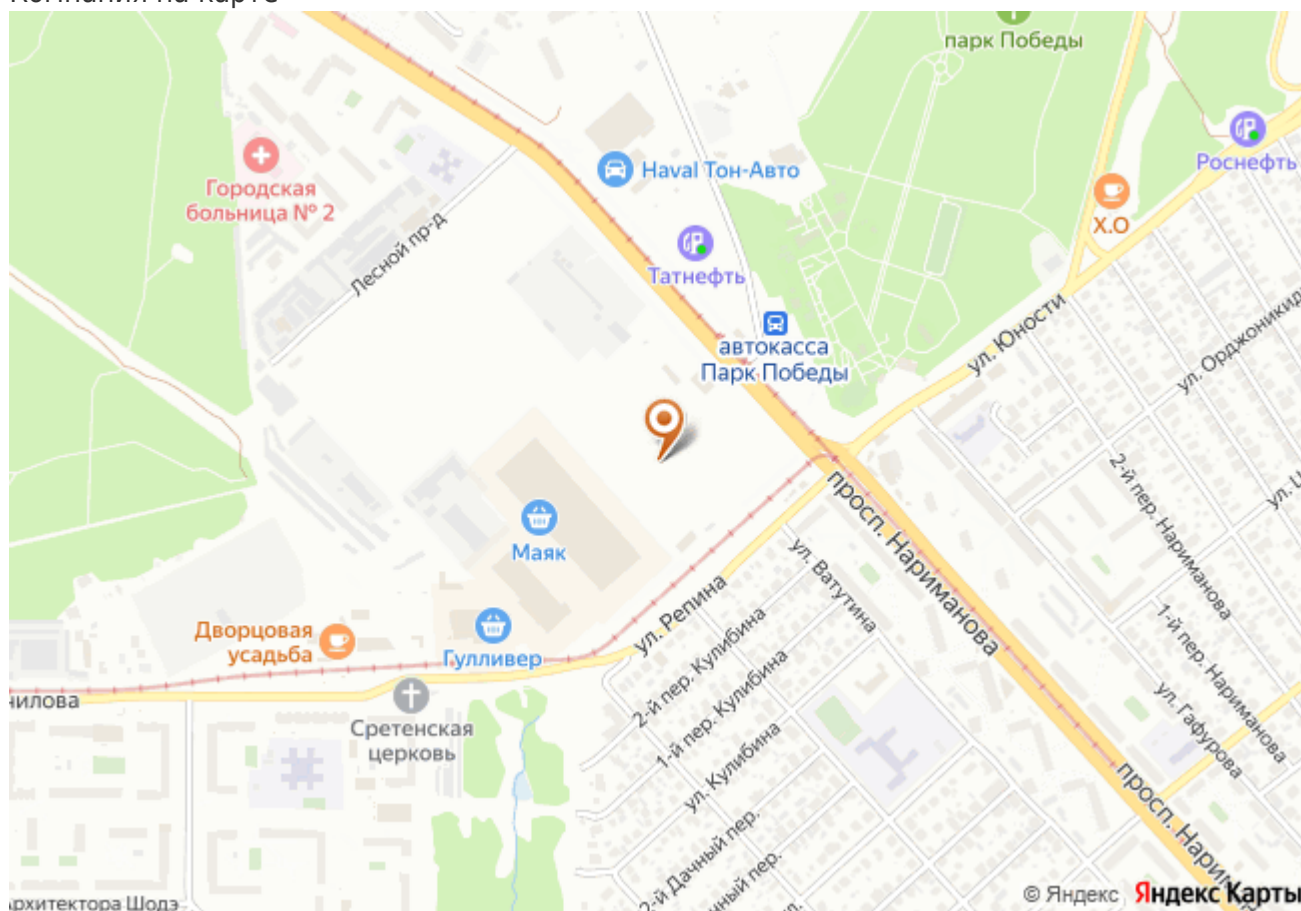 парк Победы
Роснефть
Haval Тон-Авто
Городская
больница № 2
Х.О
Лесной пр-д
Татнефть
автокасса
Парк Победы
ул. Юности
ул. Орджоникид
2-й пер. Нариманова
просп. Нариманова
Маяк
ул. Ватутина
ул. Репина
Дворцовая
усадьба
Гулливер
2-й пер. Кулибина
1-й пер. Нариманова
нилова
Сретенская
церковь
1-й пер. Кулибина
ул. Гафурова
ул. Кулибина
просп. Нарим
2-й Дачный пер.
ный пер.
© Яндекс Яндекс Карты